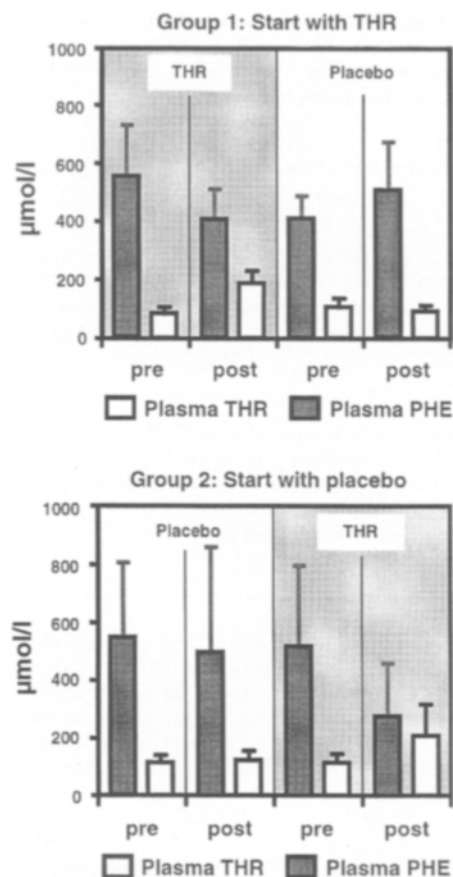 Group 1: Start with THR
1000
THR
Placebo
800
600
µmol/l
400
200
0
pre
post
pre
post
Plasma THR
Plasma PHE
Group 2: Start with placebo
1000
Placebo
THR
800
600
µmol/l
400
200
0
pre
post
pre
post
Plasma THR
Plasma PHE